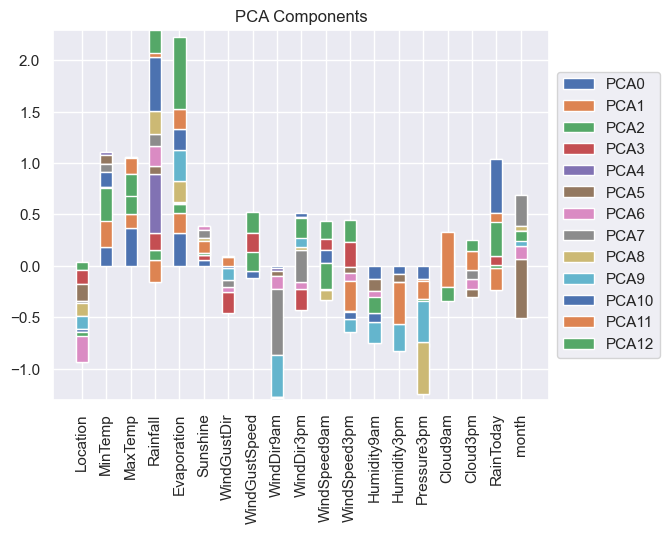 PCA Components
2.0
1.5
1.0
0.5
0.0
−0.5
−1.0
Location
MinTemp
MaxTemp
Rainfall
Evaporation
Sunshine
WindGustDir
WindGustSpeed
WindDir9am
WindDir3pm
WindSpeed9am
WindSpeed3pm
Humidity9am
Humidity3pm
Pressure3pm
Cloud9am
Cloud3pm
RainToday
month
PCA0
PCA1
PCA2
PCA3
PCA4
PCA5
PCA6
PCA7
PCA8
PCA9
PCA10
PCA11
PCA12